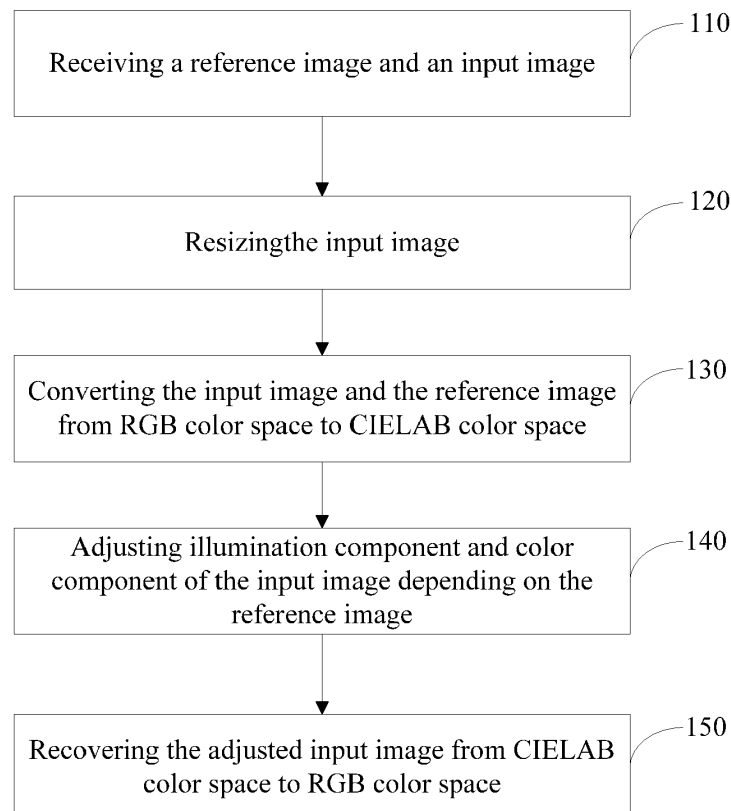 110
Receiving a reference image and an input image
120
Resizingthe input image
130
Converting the input image and the reference image
from RGB color space to CIELAB color space
140
Adjusting illumination component and color
component of the input image depending on the
reference image
150
Recovering the adjusted input image from CIELAB
color space to RGB color space